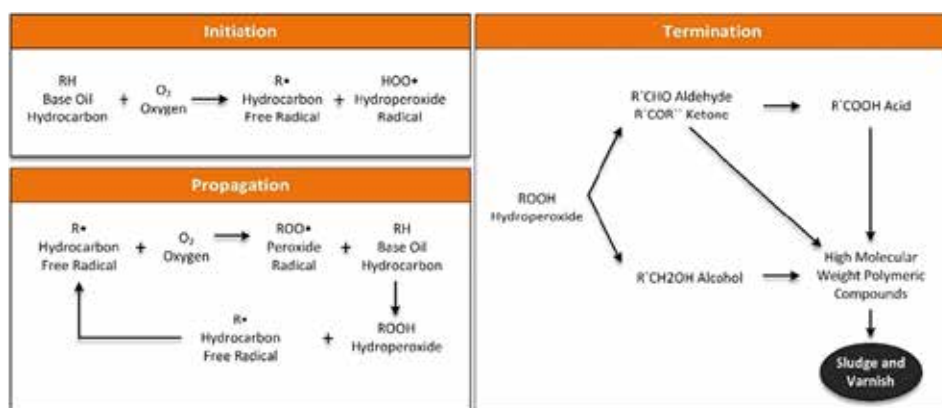 Initiation
RH
Base Oil
Hydrocarbon
+
O₂
Oxygen
R•
Hydrocarbon
Free Radical
+
HOO•
Hydroperoxide
Radical
Propagation
R•
Hydrocarbon
Free Radical
+
O₂
Oxygen
ROO•
Peroxide
Radical
+
RH
Base Oil
Hydrocarbon
R•
Hydrocarbon
Free Radical
+
ROOH
Hydroperoxide
Termination
ROOH
Hydroperoxide
R`CHO Aldehyde
R`COR`` Ketone
R`COOH Acid
R`CH2OH Alcohol
High Molecular
Weight Polymeric
Compounds
Sludge and
Varnish